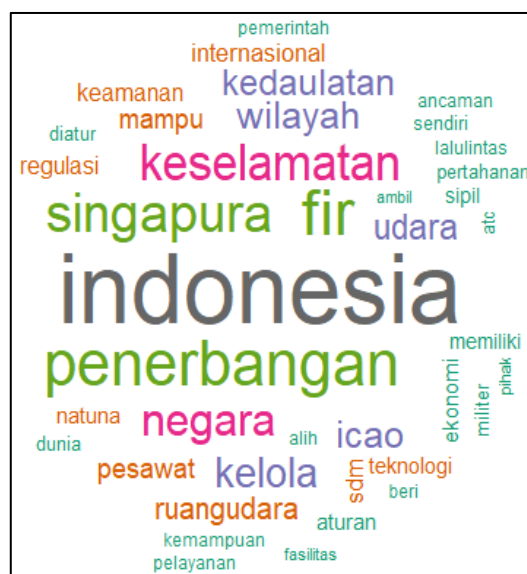 pemerintah
internasional
kedaulatan
keamanan
ancaman
mampu
wilayah
sendiri
diatur
lalulintas
regulasi
keselamatan
pertahanan
singapura
fir
ambil
sipil
udara
atc
indonesia
penerbangan
memiliki
ekonomi
militer
pihak
natuna
negara
dunia
alih
icao
pesawat
kelola
sdm
teknologi
beri
ruangudara
aturan
kemampuan
pelayanan
fasilitas